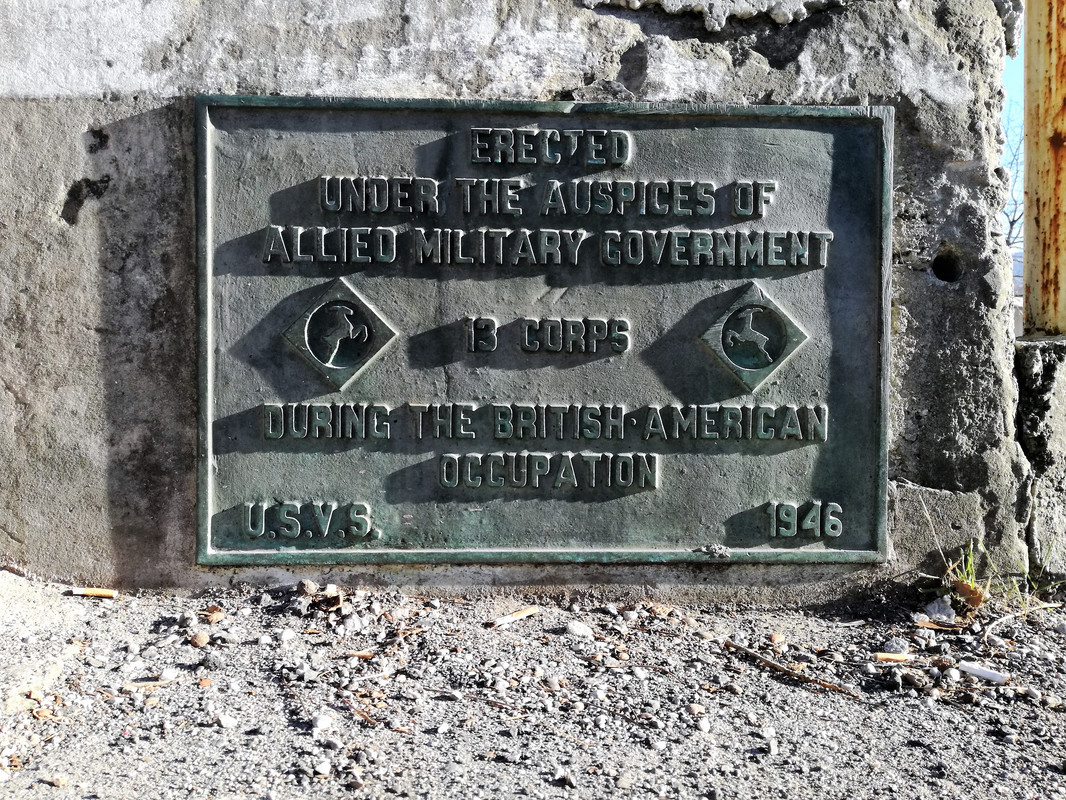 ERECTED
UNDER THE AUSPICES OF
ALLIED MILITARY GOVERNMENT
13 CORPS
DURING THE BRITISH-AMERICAN
OCCUPATION
U.S.V.S. 1946